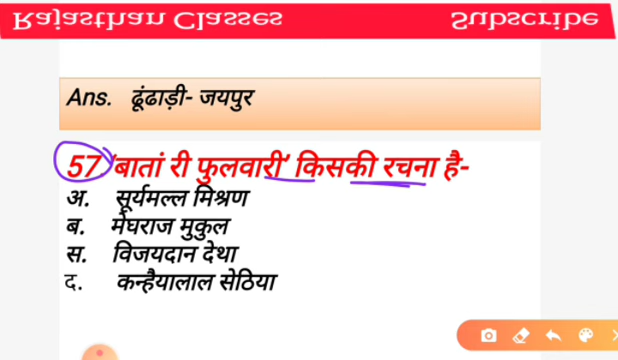 Rajasthan Classes Subscribe
Ans. ढूंढाड़ी- जयपुर
57 'बातां री फुलवारी' किसकी रचना है-
अ. सूर्यमल्ल मिश्रण
ब. मेघराज मुकुल
स. विजयदान देथा
द. कन्हैयालाल सेठिया